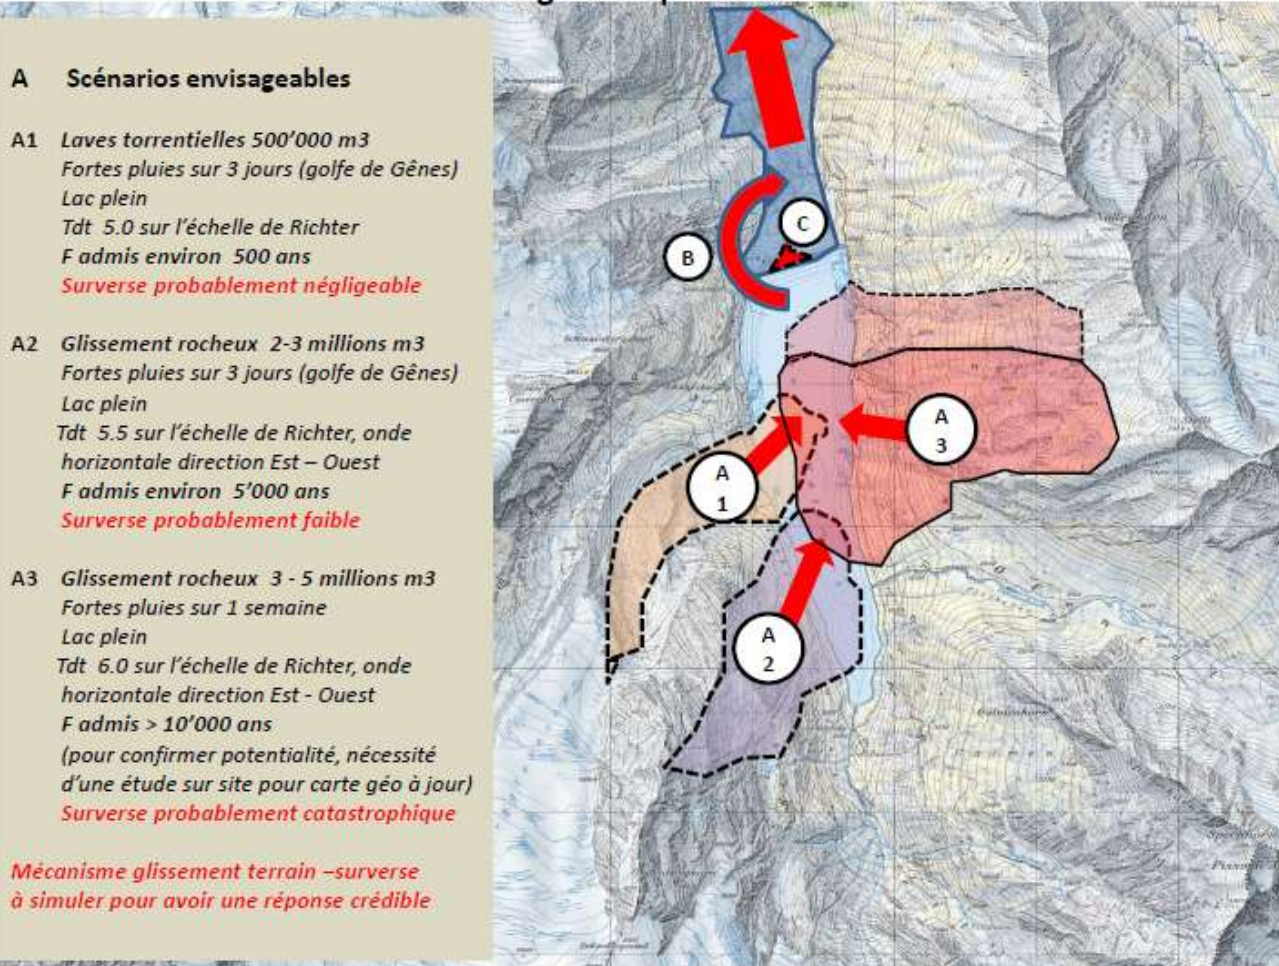 A Scénarios envisageables
A1 Laves torrentielles 500'000 m3
Fortes pluies sur 3 jours (golfe de Gênes)
Lac plein
Tdt 5.0 sur l'échelle de Richter
F admis environ 500 ans
Surverse probablement négligeable
A2 Glissement rocheux 2-3 millions m3
Fortes pluies sur 3 jours (golfe de Gênes)
Lac plein
Tdt 5.5 sur l'échelle de Richter, onde
horizontale direction Est – Ouest
F admis environ 5'000 ans
Surverse probablement faible
A3 Glissement rocheux 3 - 5 millions m3
Fortes pluies sur 1 semaine
Lac plein
Tdt 6.0 sur l'échelle de Richter, onde
horizontale direction Est - Ouest
F admis > 10'000 ans
(pour confirmer potentialité, nécessité
d'une étude sur site pour carte géo à jour)
Surverse probablement catastrophique
Mécanisme glissement terrain –surverse
à simuler pour avoir une réponse crédible
C
B
A
3
A
1
A
2